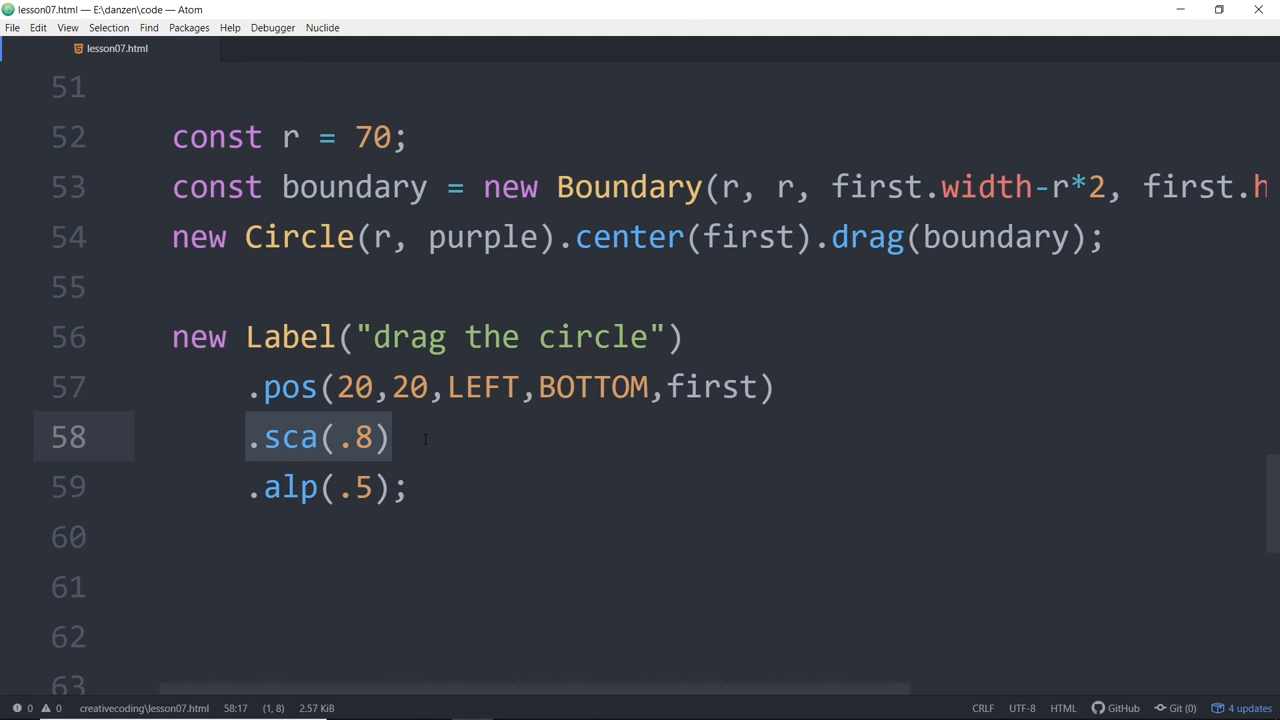 lesson07.html — E:\danzen\code — Atom
File Edit View Selection Find Packages Help Debugger Nuclide
lesson07.html
51
52 const r = 70;
53 const boundary = new Boundary(r, r, first.width-r*2, first.h
54 new Circle(r, purple).center(first).drag(boundary);
55
56 new Label("drag the circle")
57 .pos(20,20,LEFT,BOTTOM,first)
58 .sca(.8)
59 .alp(.5);
60
61
62
63
0 0 creativecoding\lesson07.html 58:17 (1, 8) 2.57 KiB CRLF UTF-8 HTML GitHub Git (0) 4 updates